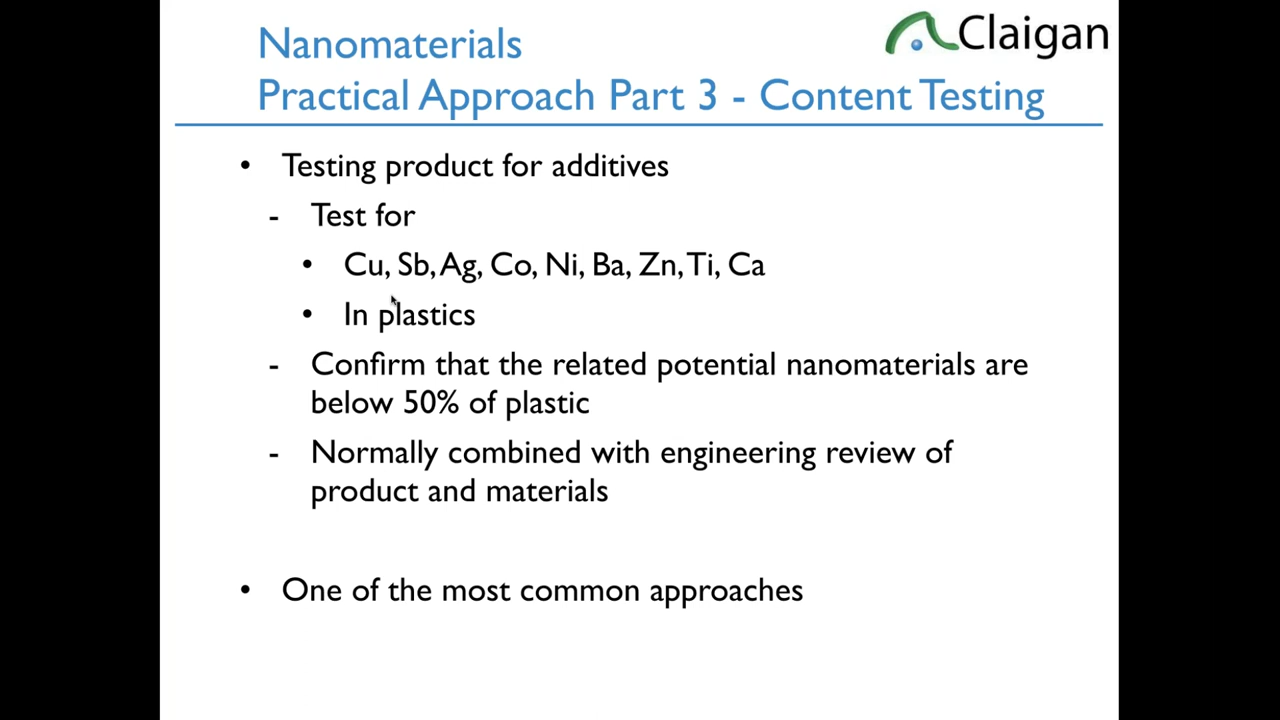 Claigan
Nanomaterials
Practical Approach Part 3 - Content Testing
• Testing product for additives
- Test for
• Cu, Sb, Ag, Co, Ni, Ba, Zn, Ti, Ca
• In plastics
- Confirm that the related potential nanomaterials are
below 50% of plastic
- Normally combined with engineering review of
product and materials
• One of the most common approaches